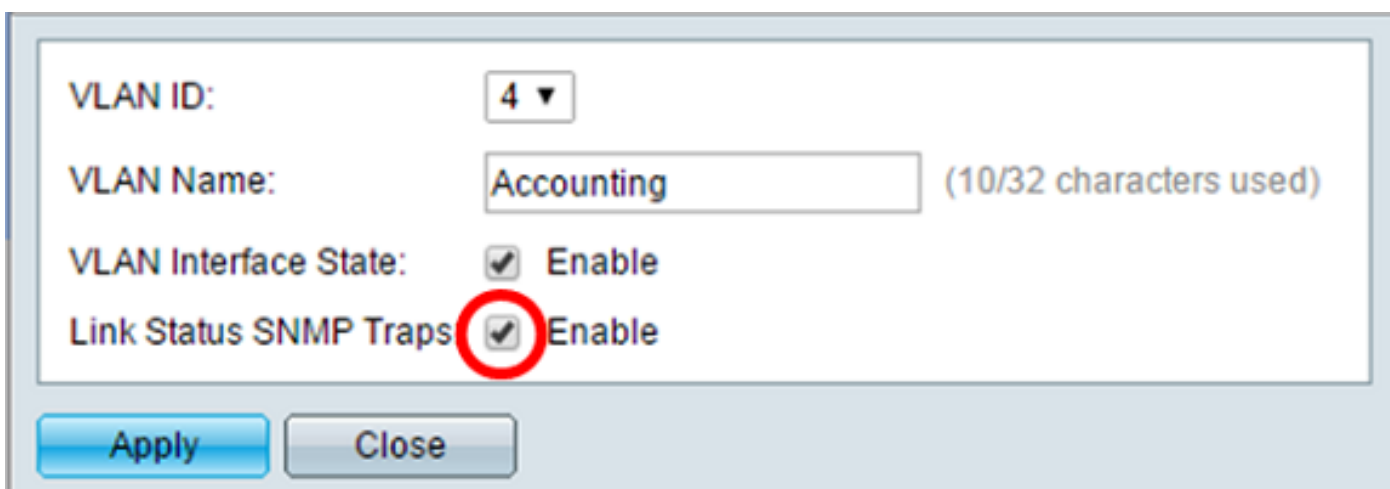 VLAN ID: 4 ▼
VLAN Name: Accounting (10/32 characters used)
VLAN Interface State: Enable
Link Status SNMP Traps Enable
Apply Close